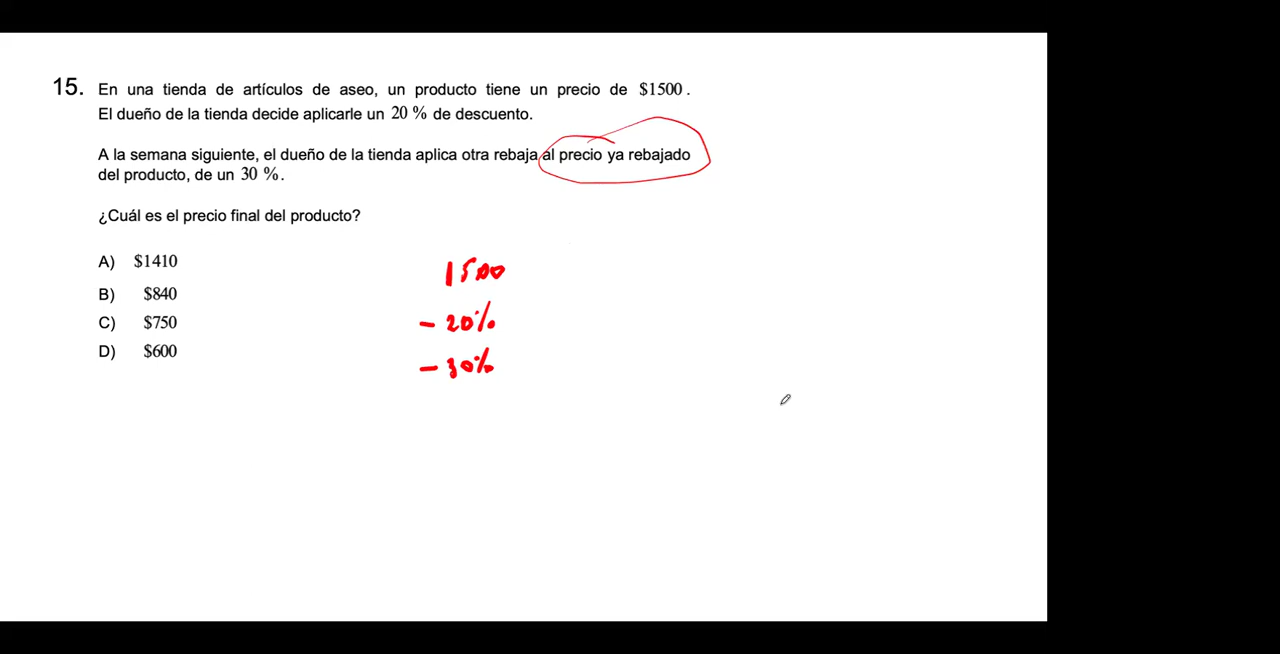 15. En una tienda de artículos de aseo, un producto tiene un precio de $1500.
El dueño de la tienda decide aplicarle un 20 % de descuento.
A la semana siguiente, el dueño de la tienda aplica otra rebaja al precio ya rebajado
del producto, de un 30 %.
¿Cuál es el precio final del producto?
A) $1410
B) $840
C) $750
D) $600
1500
- 20%
- 30%